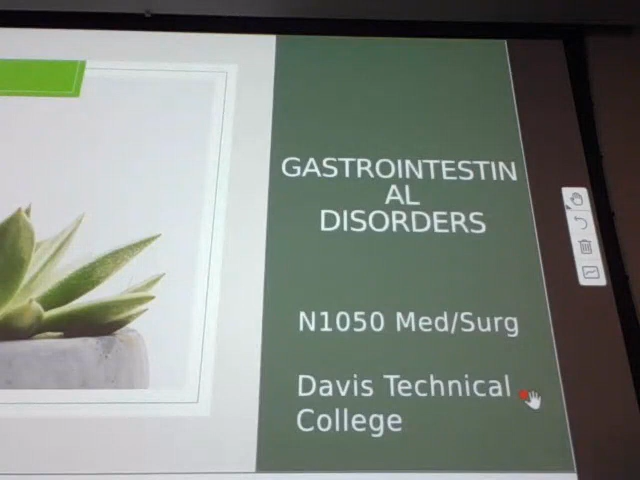 GASTROINTESTIN
AL
DISORDERS
N1050 Med/Surg
Davis Technical
College